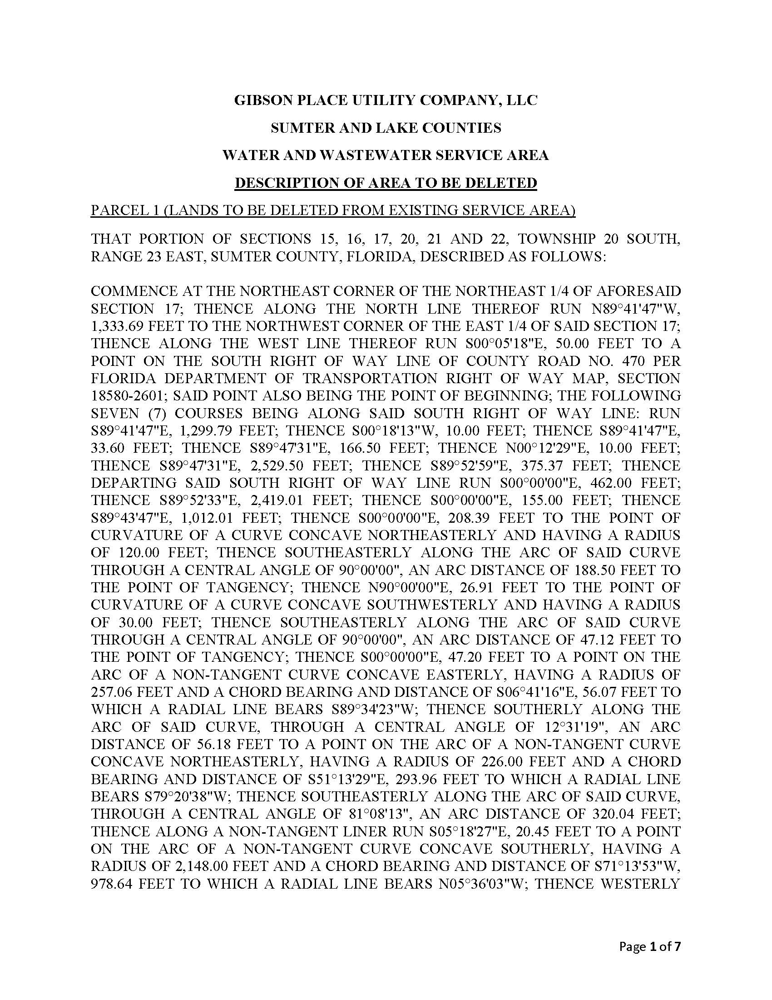 GIBSON PLACE UTILITY COMPANY, LLC
SUMTER AND LAKE COUNTIES
WATER AND WASTEWATER SERVICE AREA
DESCRIPTION OF AREA TO BE DELETED
PARCEL 1 (LANDS TO BE DELETED FROM EXISTING SERVICE AREA)
THAT PORTION OF SECTIONS 15, 16, 17, 20, 21 AND 22, TOWNSHIP 20 SOUTH,
RANGE 23 EAST, SUMTER COUNTY, FLORIDA, DESCRIBED AS FOLLOWS:
COMMENCE AT THE NORTHEAST CORNER OF THE NORTHEAST 1/4 OF AFORESAID
SECTION 17; THENCE ALONG THE NORTH LINE THEREOF RUN N89°41'47"W,
1,333.69 FEET TO THE NORTHWEST CORNER OF THE EAST 1/4 OF SAID SECTION 17;
THENCE ALONG THE WEST LINE THEREOF RUN S00°05'18"E, 50.00 FEET TO A
POINT ON THE SOUTH RIGHT OF WAY LINE OF COUNTY ROAD NO. 470 PER
FLORIDA DEPARTMENT OF TRANSPORTATION RIGHT OF WAY MAP, SECTION
18580-2601; SAID POINT ALSO BEING THE POINT OF BEGINNING; THE FOLLOWING
SEVEN (7) COURSES BEING ALONG SAID SOUTH RIGHT OF WAY LINE: RUN
S89°41'47"E, 1,299.79 FEET; THENCE S00°18'13"W, 10.00 FEET; THENCE S89°41'47"E,
33.60 FEET; THENCE S89°47'31"E, 166.50 FEET; THENCE N00°12'29"E, 10.00 FEET;
THENCE S89°47'31"E, 2,529.50 FEET; THENCE S89°52'59"E, 375.37 FEET; THENCE
DEPARTING SAID SOUTH RIGHT OF WAY LINE RUN S00°00'00"E, 462.00 FEET;
THENCE S89°52'33"E, 2,419.01 FEET; THENCE S00°00'00"E, 155.00 FEET; THENCE
S89°43'47"E, 1,012.01 FEET; THENCE S00°00'00"E, 208.39 FEET TO THE POINT OF
CURVATURE OF A CURVE CONCAVE NORTHEASTERLY AND HAVING A RADIUS
OF 120.00 FEET; THENCE SOUTHEASTERLY ALONG THE ARC OF SAID CURVE
THROUGH A CENTRAL ANGLE OF 90°00'00", AN ARC DISTANCE OF 188.50 FEET TO
THE POINT OF TANGENCY; THENCE N90°00'00"E, 26.91 FEET TO THE POINT OF
CURVATURE OF A CURVE CONCAVE SOUTHWESTERLY AND HAVING A RADIUS
OF 30.00 FEET; THENCE SOUTHEASTERLY ALONG THE ARC OF SAID CURVE
THROUGH A CENTRAL ANGLE OF 90°00'00", AN ARC DISTANCE OF 47.12 FEET TO
THE POINT OF TANGENCY; THENCE S00°00'00"E, 47.20 FEET TO A POINT ON THE
ARC OF A NON-TANGENT CURVE CONCAVE EASTERLY, HAVING A RADIUS OF
257.06 FEET AND A CHORD BEARING AND DISTANCE OF S06°41'16"E, 56.07 FEET TO
WHICH A RADIAL LINE BEARS S89°34'23"W; THENCE SOUTHERLY ALONG THE
ARC OF SAID CURVE, THROUGH A CENTRAL ANGLE OF 12°31'19", AN ARC
DISTANCE OF 56.18 FEET TO A POINT ON THE ARC OF A NON-TANGENT CURVE
CONCAVE NORTHEASTERLY, HAVING A RADIUS OF 226.00 FEET AND A CHORD
BEARING AND DISTANCE OF S51°13'29"E, 293.96 FEET TO WHICH A RADIAL LINE
BEARS S79°20'38"W; THENCE SOUTHEASTERLY ALONG THE ARC OF SAID CURVE,
THROUGH A CENTRAL ANGLE OF 81°08'13", AN ARC DISTANCE OF 320.04 FEET;
THENCE ALONG A NON-TANGENT LINER RUN S05°18'27"E, 20.45 FEET TO A POINT
ON THE ARC OF A NON-TANGENT CURVE CONCAVE SOUTHERLY, HAVING A
RADIUS OF 2,148.00 FEET AND A CHORD BEARING AND DISTANCE OF S71°13'53"W,
978.64 FEET TO WHICH A RADIAL LINE BEARS N05°36'03"W; THENCE WESTERLY
Page 1 of 7